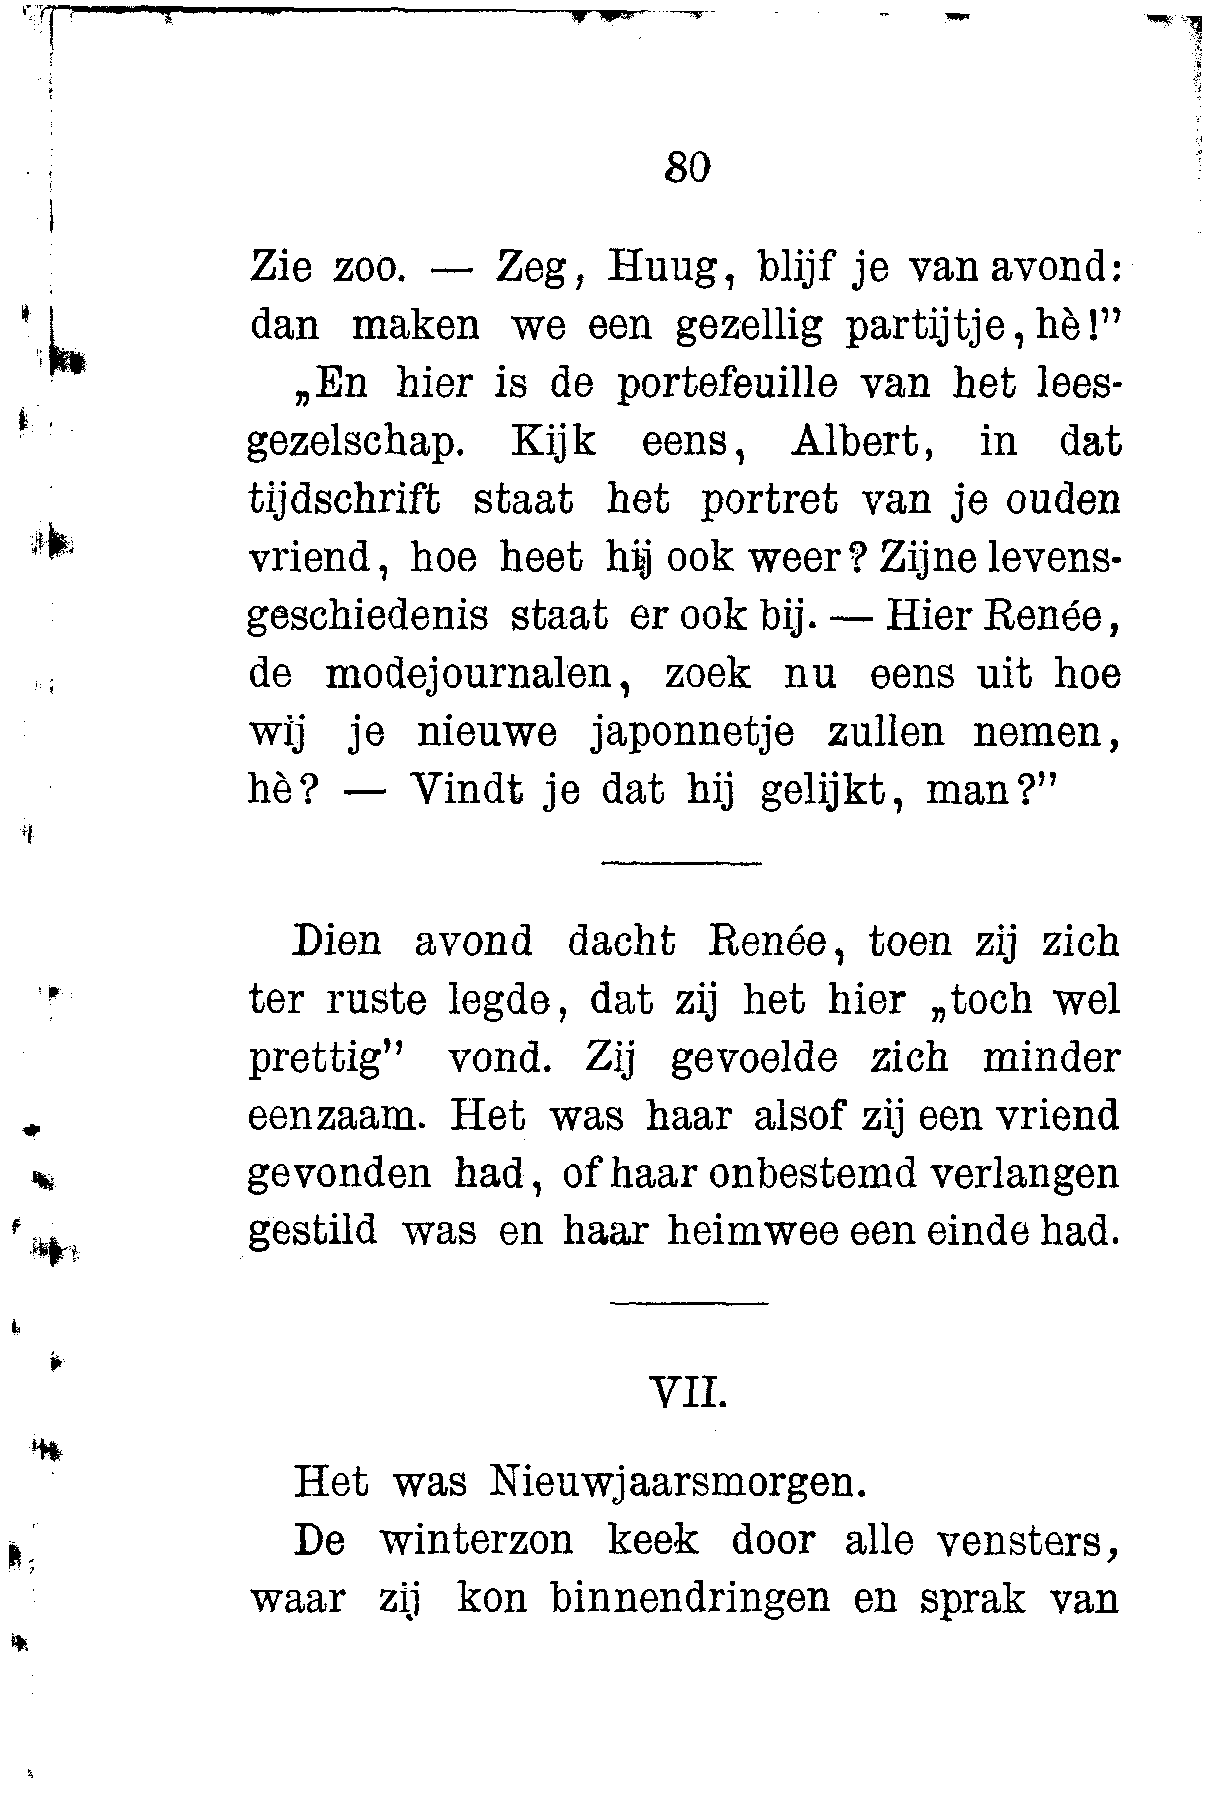 80
Zie zoo. — Zeg, Huug, blijf je van avond:
dan maken we een gezellig partijtje, hè!”
„En hier is de portefeuille van het lees-
gezelschap. Kijk eens, Albert, in dat
tijdschrift staat het portret van je ouden
vriend, hoe heet hij ook weer? Zijne levens-
geschiedenis staat er ook bij. — Hier Renée,
de modejournalen, zoek nu eens uit hoe
wij je nieuwe japonnetje zullen nemen,
hè? — Vindt je dat hij gelijkt, man?”
Dien avond dacht Renée, toen zij zich
ter ruste legde, dat zij het hier „toch wel
prettig” vond. Zij gevoelde zich minder
eenzaam. Het was haar alsof zij een vriend
gevonden had, of haar onbestemd verlangen
gestild was en haar heimwee een einde had.
VII.
Het was Nieuwjaarsmorgen.
De winterzon keek door alle vensters,
waar zij kon binnendringen en sprak van